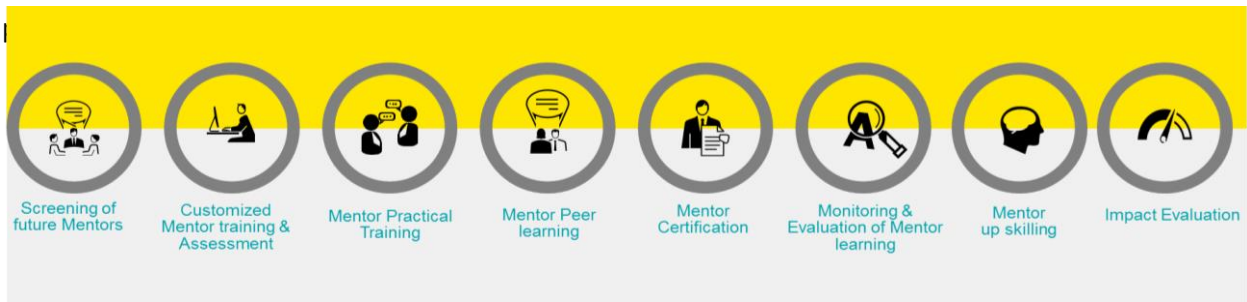 Screening of
future Mentors
Customized
Mentor training &
Assessment
Mentor Practical
Training
Mentor Peer
learning
Mentor
Certification
Monitoring &
Evaluation of Mentor
learning
Mentor
up skilling
Impact Evaluation